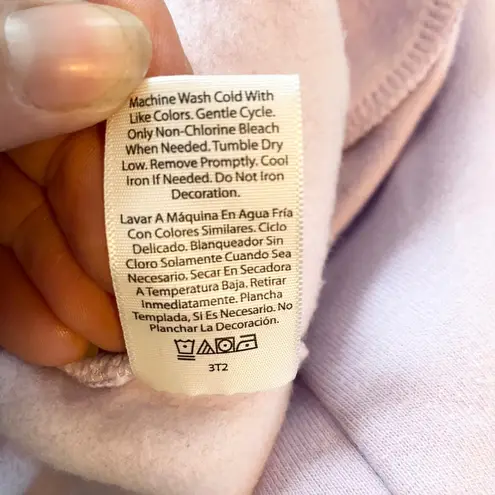 Machine Wash Cold With
Like Colors. Gentle Cycle.
Only Non-Chlorine Bleach
When Needed. Tumble Dry
Low. Remove Promptly. Cool
Iron If Needed. Do Not Iron
Decoration.
Lavar A Máquina En Agua Fría
Con Colores Similares. Ciclo
Delicado. Blanqueador Sin
Cloro Solamente Cuando Sea
Necesario. Secar En Secadora
A Temperatura Baja. Retirar
Inmediatamente. Plancha
Templada, Si Es Necesario. No
Planchar La Decoración.
3T2